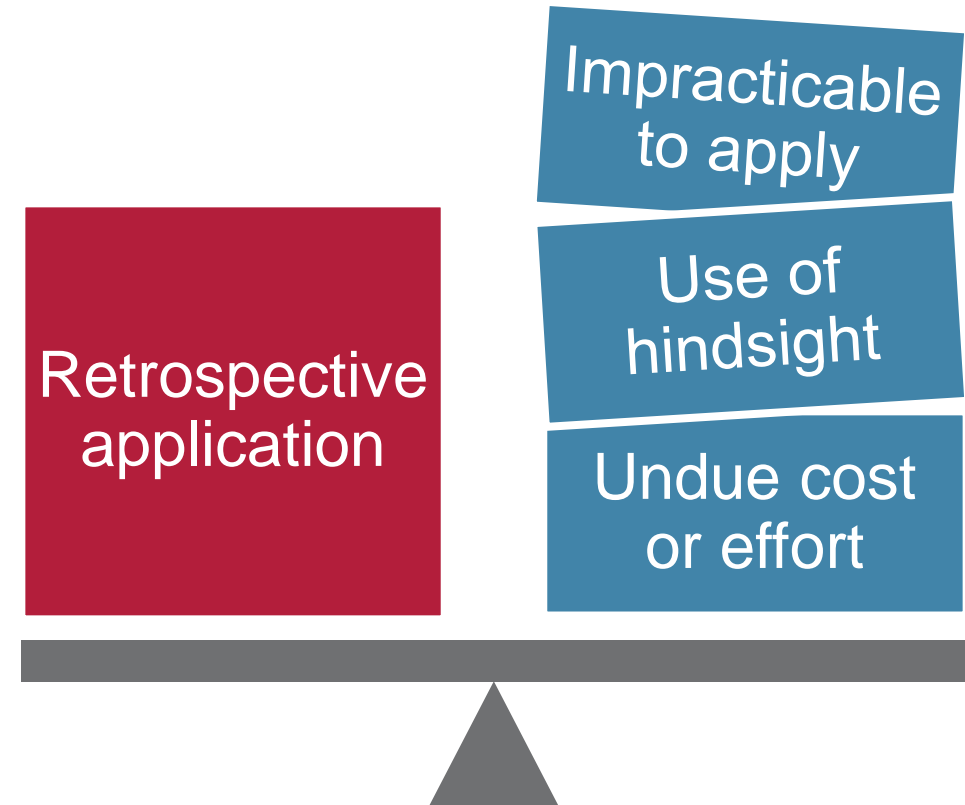 Retrospective
application
Impracticable
to apply
Use of
hindsight
Undue cost
or effort